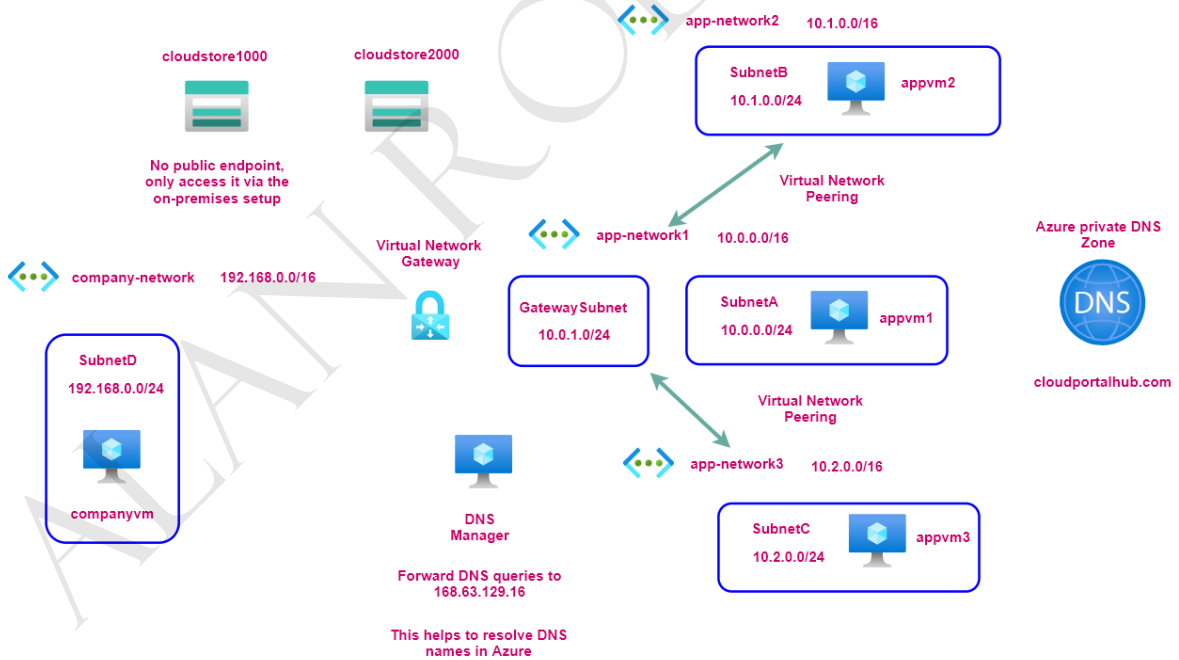 app-network2
10.1.0.0/16
cloudstore1000
cloudstore2000
SubnetB
10.1.0.0/24
appvm2
No public endpoint,
only access it via the
on-premises setup
Virtual Network
Peering
app-network1
10.0.0.0/16
Azure private DNS
Zone
Virtual Network
Gateway
company-network
192.168.0.0/16
GatewaySubnet
10.0.1.0/24
SubnetA
10.0.0.0/24
appvm1
DNS
cloudportalhub.com
SubnetD
192.168.0.0/24
companyvm
Virtual Network
Peering
app-network3
10.2.0.0/16
DNS
Manager
SubnetC
10.2.0.0/24
appvm3
Forward DNS queries to
168.63.129.16
This helps to resolve DNS
names in Azure
ALAN RO